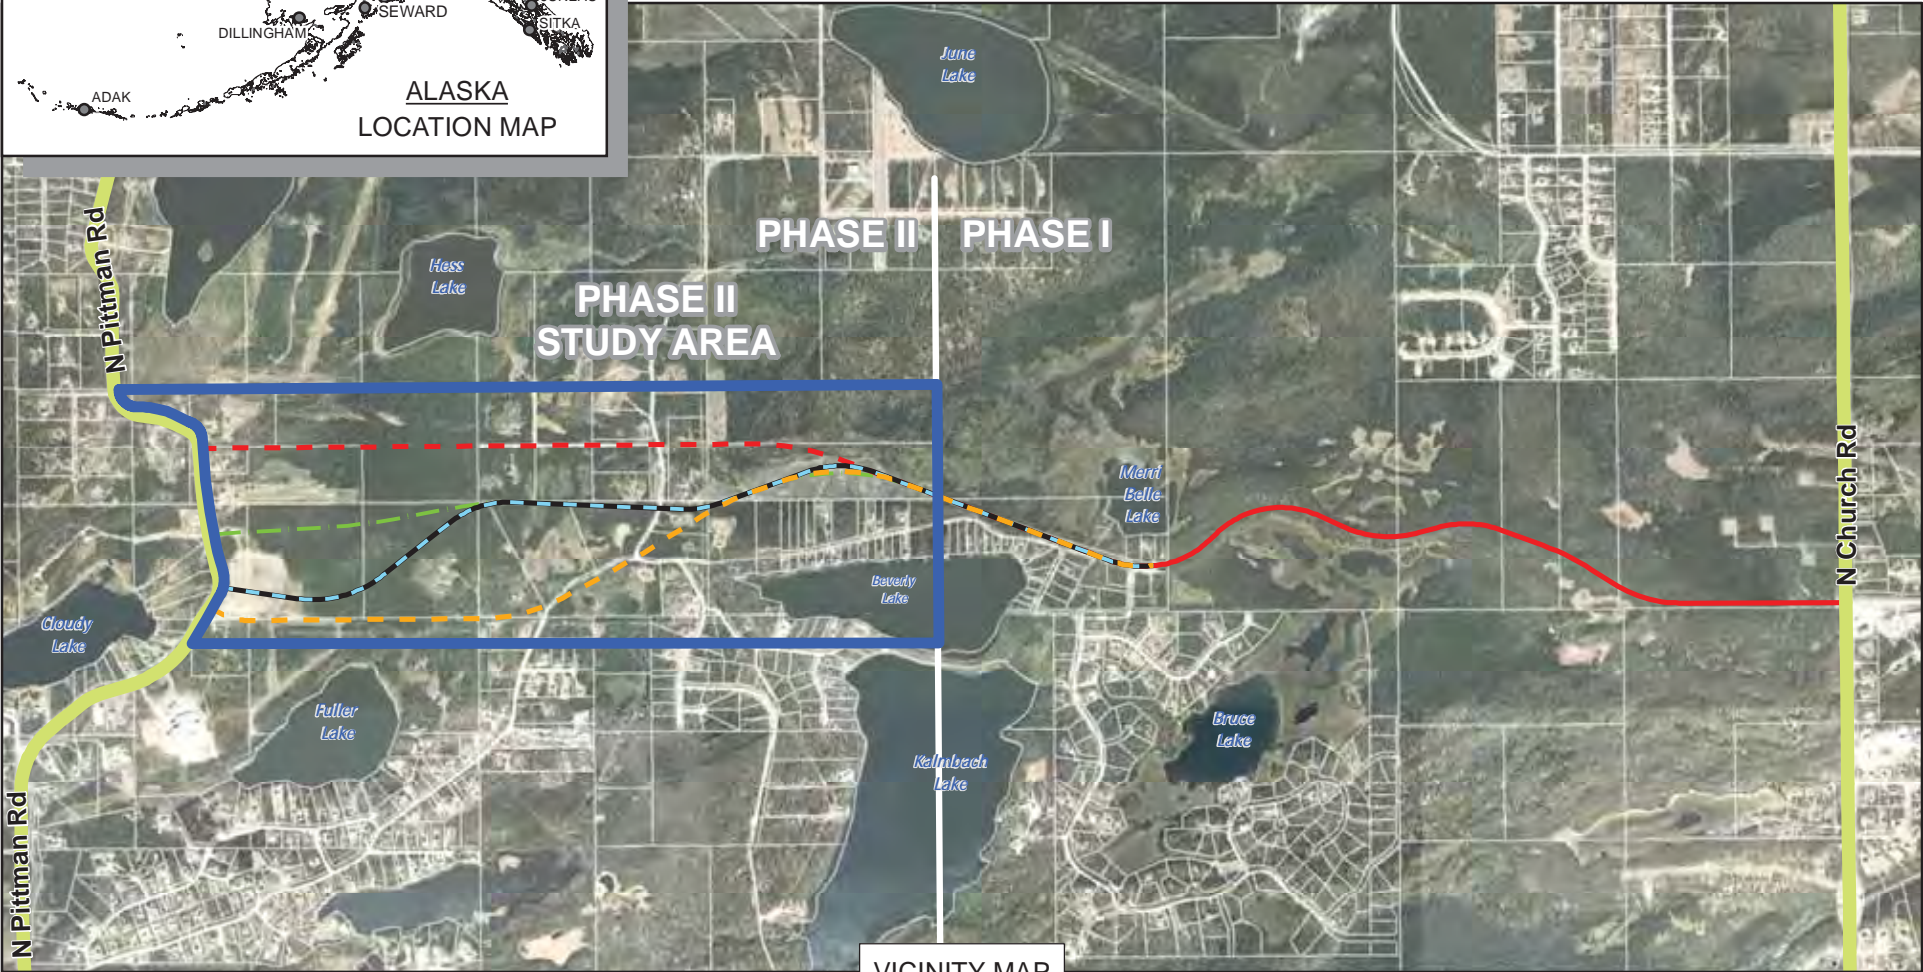 SEWARD
SITKA
DILLINGHAM
ADAK
ALASKA
LOCATION MAP
June
Lake
N Pittman Rd
PHASE II
PHASE I
Hess
Lake
PHASE II
STUDY AREA
Merri
Belle
Lake
N Church Rd
Beverly
Lake
Cloudy
Lake
Fuller
Lake
Bruce
Lake
Kalmbach
Lake
N Pittman Rd
VICINITY MAP